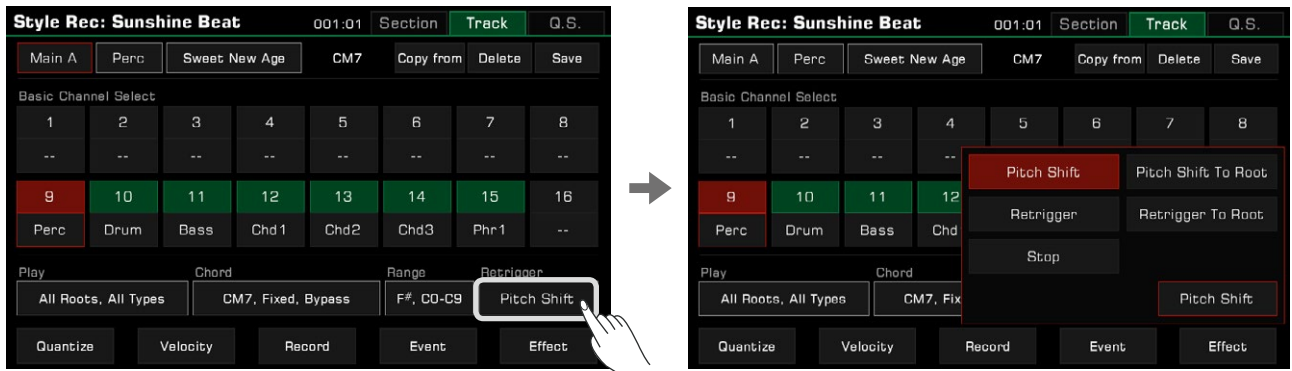 Style Rec: Sunshine Beat 001:01 Section Track Q.S.
Main A Perc Sweet New Age CM7 Copy from Delete Save
Basic Channel Select
1 2 3 4 5 6 7 8
-- -- -- -- -- -- -- --
9 10 11 12 13 14 15 16
Perc Drum Bass Chd1 Chd2 Chd3 Phr1 --
Play Chord Range Retrigger
All Roots, All Types CM7, Fixed, Bypass F#, C0-C9 Pitch Shift
Quantize Velocity Record Event Effect
Style Rec: Sunshine Beat 001:01 Section Track Q.S.
Main A Perc Sweet New Age CM7 Copy from Delete Save
Basic Channel Select
1 2 3 4 5 6 7 8
-- -- -- --
Pitch Shift Pitch Shift To Root
9 10 11 12
Retrigger Retrigger To Root
Perc Drum Bass Chd
Stop
Play Chord
All Roots, All Types CM7, Fix
Pitch Shift
Quantize Velocity Record Event Effect